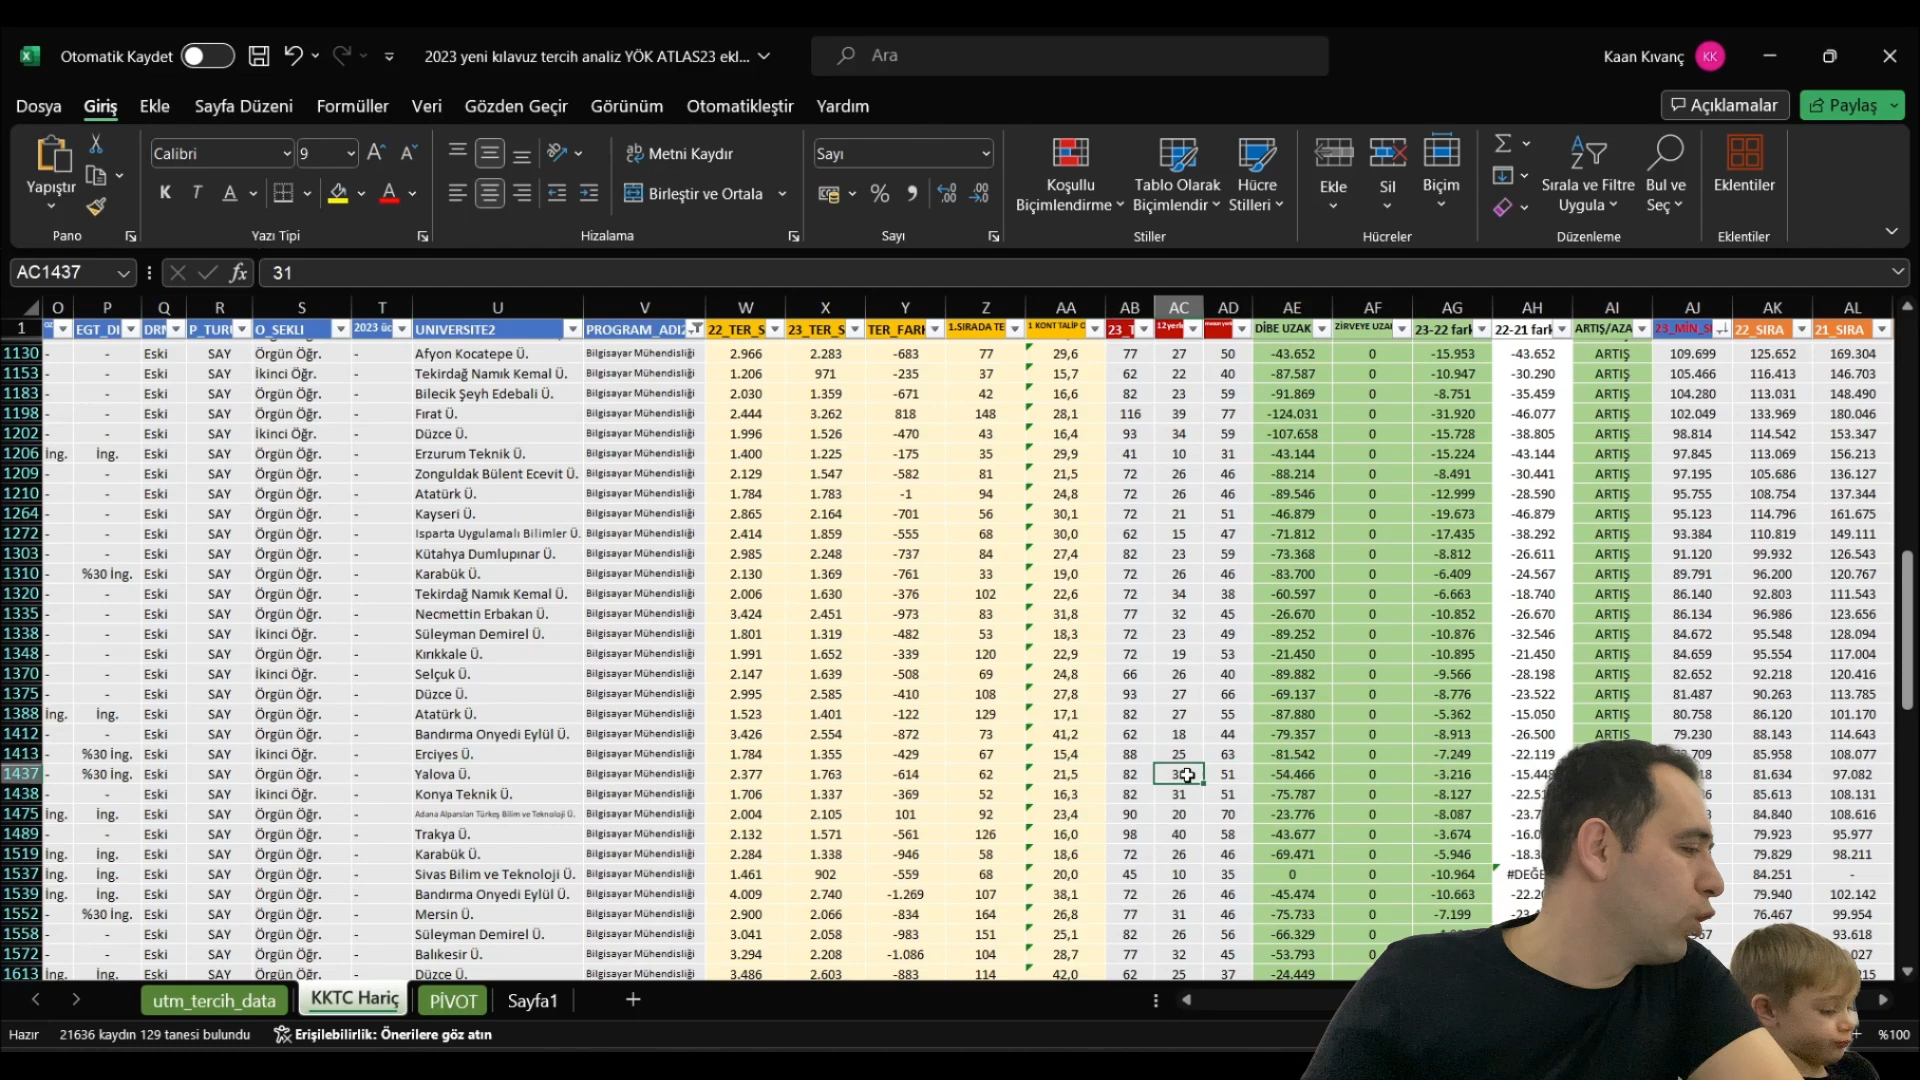 Otomatik Kaydet
2023 yeni kılavuz tercih analiz YÖK ATLAS23 ekl...
Ara
Kaan Kıvanç KK
Dosya Giriş Ekle Sayfa Düzeni Formüller Veri Gözden Geçir Görünüm Otomatikleştir Yardım Açıklamalar Paylaş
Yapıştır Calibri 9 Metni Kaydır Sayı
K T A Birleştir ve Ortala
Koşullu Biçimlendirme Tablo Olarak Biçimlendir Hücre Stilleri Ekle Sil Biçim Sırala ve Filtre Uygula Bul ve Seç Eklentiler
Pano Yazı Tipi Hizalama Sayı Stiller Hücreler Düzenleme Eklentiler
AC1437 fx 31
O P Q R S T U V W X Y Z AA AB AC AD AE AF AG AH AI AJ AK AL
1 EGT_Dİ DRN P_TURU O_SEKLI 2023 üc UNIVERSITE2 PROGRAM_ADI2 22_TER_S 23_TER_S TER_FARK 1.SIRADA TE 1 KONT TALİP C 23_T 12yerle DİBE UZAK ZİRVEYE UZAK 23-22 fark 22-21 fark ARTIŞ/AZA 23_MİN_S 22_SIRA 21_SIRA
1130 - - Eski SAY Örgün Öğr. - Afyon Kocatepe Ü. Bilgisayar Mühendisliği 2.966 2.283 -683 77 29,6 77 27 50 -43.652 0 -15.953 -43.652 ARTIŞ 109.699 125.652 169.304
1153 - - Eski SAY İkinci Öğr. - Tekirdağ Namık Kemal Ü. Bilgisayar Mühendisliği 1.206 971 -235 37 15,7 62 22 40 -87.587 0 -10.947 -30.290 ARTIŞ 105.466 116.413 146.703
1183 - - Eski SAY Örgün Öğr. - Bilecik Şeyh Edebali Ü. Bilgisayar Mühendisliği 2.030 1.359 -671 42 16,6 82 23 59 -91.869 0 -8.751 -35.459 ARTIŞ 104.280 113.031 148.490
1198 - - Eski SAY Örgün Öğr. - Fırat Ü. Bilgisayar Mühendisliği 2.444 3.262 818 148 28,1 116 39 77 -124.031 0 -31.920 -46.077 ARTIŞ 102.049 133.969 180.046
1202 - - Eski SAY İkinci Öğr. - Düzce Ü. Bilgisayar Mühendisliği 1.996 1.526 -470 43 16,4 93 34 59 -107.658 0 -15.728 -38.805 ARTIŞ 98.814 114.542 153.347
1206 İng. İng. Eski SAY Örgün Öğr. - Erzurum Teknik Ü. Bilgisayar Mühendisliği 1.400 1.225 -175 35 29,9 41 10 31 -43.144 0 -15.224 -43.144 ARTIŞ 97.845 113.069 156.213
1209 - - Eski SAY Örgün Öğr. - Zonguldak Bülent Ecevit Ü. Bilgisayar Mühendisliği 2.129 1.547 -582 81 21,5 72 26 46 -88.214 0 -8.491 -30.441 ARTIŞ 97.195 105.686 136.127
1210 - - Eski SAY Örgün Öğr. - Atatürk Ü. Bilgisayar Mühendisliği 1.784 1.783 -1 94 24,8 72 26 46 -89.546 0 -12.999 -28.590 ARTIŞ 95.755 108.754 137.344
1264 - - Eski SAY Örgün Öğr. - Kayseri Ü. Bilgisayar Mühendisliği 2.865 2.164 -701 56 30,1 72 21 51 -46.879 0 -19.673 -46.879 ARTIŞ 95.123 114.796 161.675
1272 - - Eski SAY Örgün Öğr. - Isparta Uygulamalı Bilimler Ü. Bilgisayar Mühendisliği 2.414 1.859 -555 68 30,0 62 15 47 -71.812 0 -17.435 -38.292 ARTIŞ 93.384 110.819 149.111
1303 - - Eski SAY Örgün Öğr. - Kütahya Dumlupınar Ü. Bilgisayar Mühendisliği 2.985 2.248 -737 84 27,4 82 23 59 -73.368 0 -8.812 -26.611 ARTIŞ 91.120 99.932 126.543
1310 - %30 İng. Eski SAY Örgün Öğr. - Karabük Ü. Bilgisayar Mühendisliği 2.130 1.369 -761 33 19,0 72 26 46 -83.700 0 -6.409 -24.567 ARTIŞ 89.791 96.200 120.767
1320 - - Eski SAY Örgün Öğr. - Tekirdağ Namık Kemal Ü. Bilgisayar Mühendisliği 2.006 1.630 -376 102 22,6 72 34 38 -60.597 0 -6.663 -18.740 ARTIŞ 86.140 92.803 111.543
1335 - - Eski SAY Örgün Öğr. - Necmettin Erbakan Ü. Bilgisayar Mühendisliği 3.424 2.451 -973 83 31,8 77 32 45 -26.670 0 -10.852 -26.670 ARTIŞ 86.134 96.986 123.656
1338 - - Eski SAY İkinci Öğr. - Süleyman Demirel Ü. Bilgisayar Mühendisliği 1.801 1.319 -482 53 18,3 72 23 49 -89.252 0 -10.876 -32.546 ARTIŞ 84.672 95.548 128.094
1348 - - Eski SAY Örgün Öğr. - Kırıkkale Ü. Bilgisayar Mühendisliği 1.991 1.652 -339 120 22,9 72 19 53 -21.450 0 -10.895 -21.450 ARTIŞ 84.659 95.554 117.004
1370 - - Eski SAY İkinci Öğr. - Selçuk Ü. Bilgisayar Mühendisliği 2.147 1.639 -508 69 24,8 66 26 40 -89.882 0 -9.566 -28.198 ARTIŞ 82.652 92.218 120.416
1375 - - Eski SAY Örgün Öğr. - Düzce Ü. Bilgisayar Mühendisliği 2.995 2.585 -410 108 27,8 93 27 66 -69.137 0 -8.776 -23.522 ARTIŞ 81.487 90.263 113.785
1388 İng. İng. Eski SAY Örgün Öğr. - Atatürk Ü. Bilgisayar Mühendisliği 1.523 1.401 -122 129 17,1 82 27 55 -87.880 0 -5.362 -15.050 ARTIŞ 80.758 86.120 101.170
1412 - - Eski SAY Örgün Öğr. - Bandırma Onyedi Eylül Ü. Bilgisayar Mühendisliği 3.426 2.554 -872 73 41,2 62 18 44 -79.357 0 -8.913 -26.500 ARTIŞ 79.230 88.143 114.643
1413 - %30 İng. Eski SAY İkinci Öğr. - Erciyes Ü. Bilgisayar Mühendisliği 1.784 1.355 -429 67 15,4 88 25 63 -81.542 0 -7.249 -22.119 709 85.958 108.077
1437 - %30 İng. Eski SAY Örgün Öğr. - Yalova Ü. Bilgisayar Mühendisliği 2.377 1.763 -614 62 21,5 82 51 -54.466 0 -3.216 -15.448 81.634 97.082
1438 - - Eski SAY İkinci Öğr. - Konya Teknik Ü. Bilgisayar Mühendisliği 1.706 1.337 -369 52 16,3 82 31 51 -75.787 0 -8.127 -22.5 85.613 108.131
1475 İng. İng. Eski SAY Örgün Öğr. - Adana Alparslan Türkeş Bilim ve Teknoloji Ü. Bilgisayar Mühendisliği 2.004 2.105 101 92 23,4 90 20 70 -23.776 0 -8.087 -23.7 84.840 108.616
1489 - - Eski SAY Örgün Öğr. - Trakya Ü. Bilgisayar Mühendisliği 2.132 1.571 -561 126 16,0 98 40 58 -43.677 0 -3.674 -16.0 79.923 95.977
1519 İng. İng. Eski SAY Örgün Öğr. - Karabük Ü. Bilgisayar Mühendisliği 2.284 1.338 -946 58 18,6 72 26 46 -69.471 0 -5.946 -18.3 79.829 98.211
1537 İng. İng. Eski SAY Örgün Öğr. - Sivas Bilim ve Teknoloji Ü. Bilgisayar Mühendisliği 1.461 902 -559 68 20,0 45 10 35 0 0 -10.964 #DEĞE 84.251 -
1539 İng. İng. Eski SAY Örgün Öğr. - Bandırma Onyedi Eylül Ü. Bilgisayar Mühendisliği 4.009 2.740 -1.269 107 38,1 72 26 46 -45.474 0 -10.663 -22.2 79.940 102.142
1552 - %30 İng. Eski SAY Örgün Öğr. - Mersin Ü. Bilgisayar Mühendisliği 2.900 2.066 -834 164 26,8 77 31 46 -75.733 0 -7.199 76.467 99.954
1558 - - Eski SAY Örgün Öğr. - Süleyman Demirel Ü. Bilgisayar Mühendisliği 3.041 2.058 -983 151 25,1 82 26 56 -66.329 0 93.618
1572 - - Eski SAY Örgün Öğr. - Balıkesir Ü. Bilgisayar Mühendisliği 3.294 2.208 -1.086 104 28,7 77 32 45 -53.793 0 027
1613 İng. İng. Eski SAY Örgün Öğr. - Düzce Ü. Bilgisayar Mühendisliği 3.486 2.603 -883 114 42,0 62 25 37 -24.449 0
utm_tercih_data KKTC Hariç PİVOT Sayfa1
Hazır 21636 kaydın 129 tanesi bulundu Erişilebilirlik: Önerilere göz atın %100